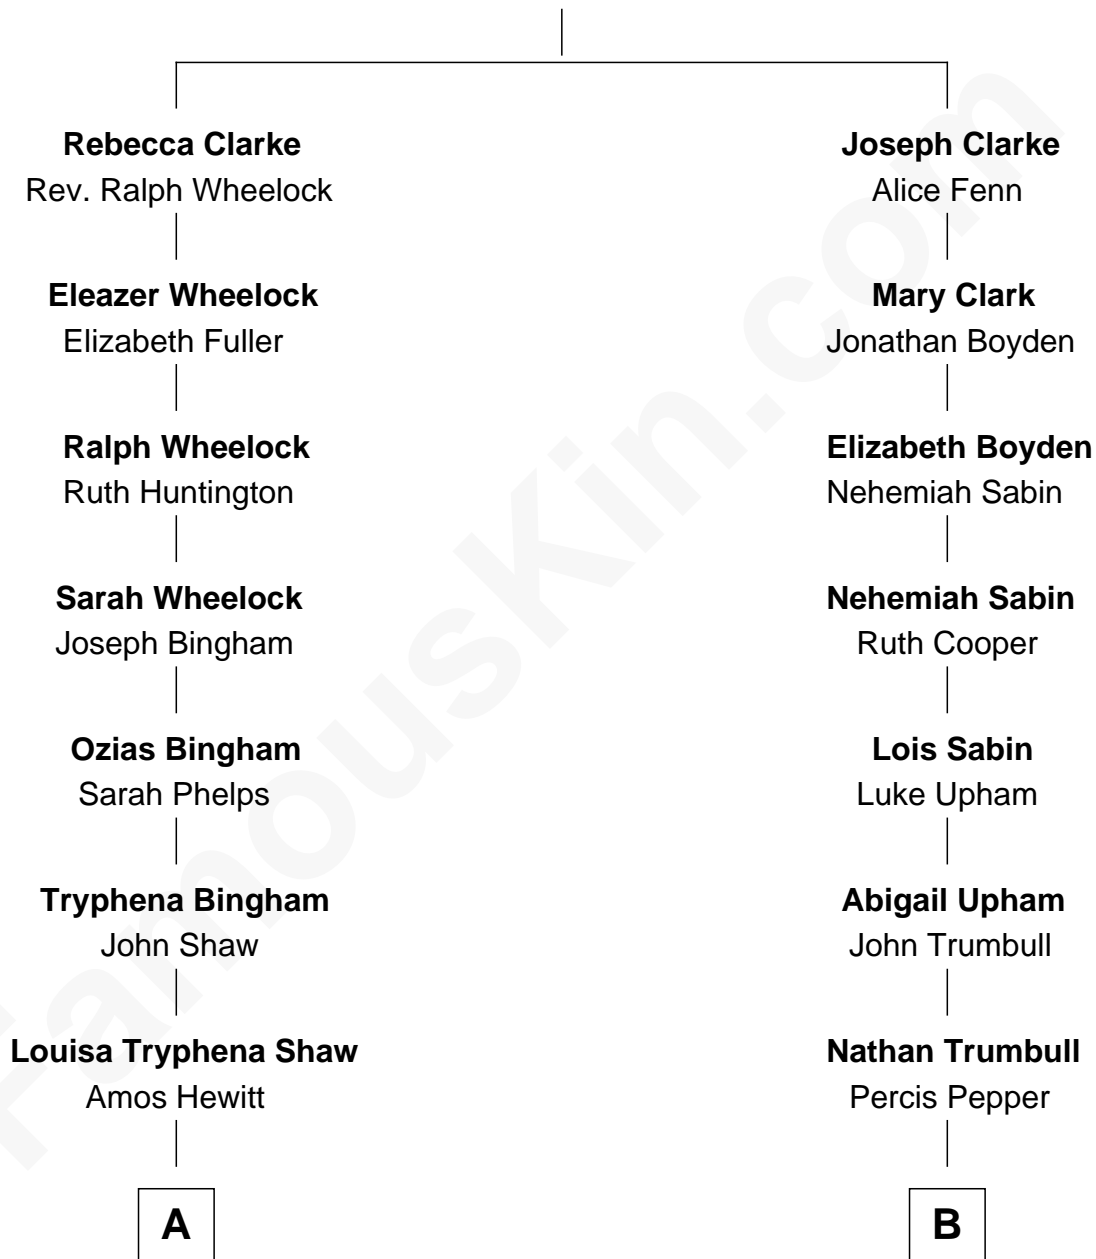 Rebecca Clarke
Rev. Ralph Wheelock
Eleazer Wheelock
Elizabeth Fuller
Ralph Wheelock
Ruth Huntington
Sarah Wheelock
Joseph Bingham
Ozias Bingham
Sarah Phelps
Tryphena Bingham
John Shaw
Louisa Tryphena Shaw
Amos Hewitt
A
Joseph Clarke
Alice Fenn
Mary Clark
Jonathan Boyden
Elizabeth Boyden
Nehemiah Sabin
Nehemiah Sabin
Ruth Cooper
Lois Sabin
Luke Upham
Abigail Upham
John Trumbull
Nathan Trumbull
Percis Pepper
B
FamousKin.com